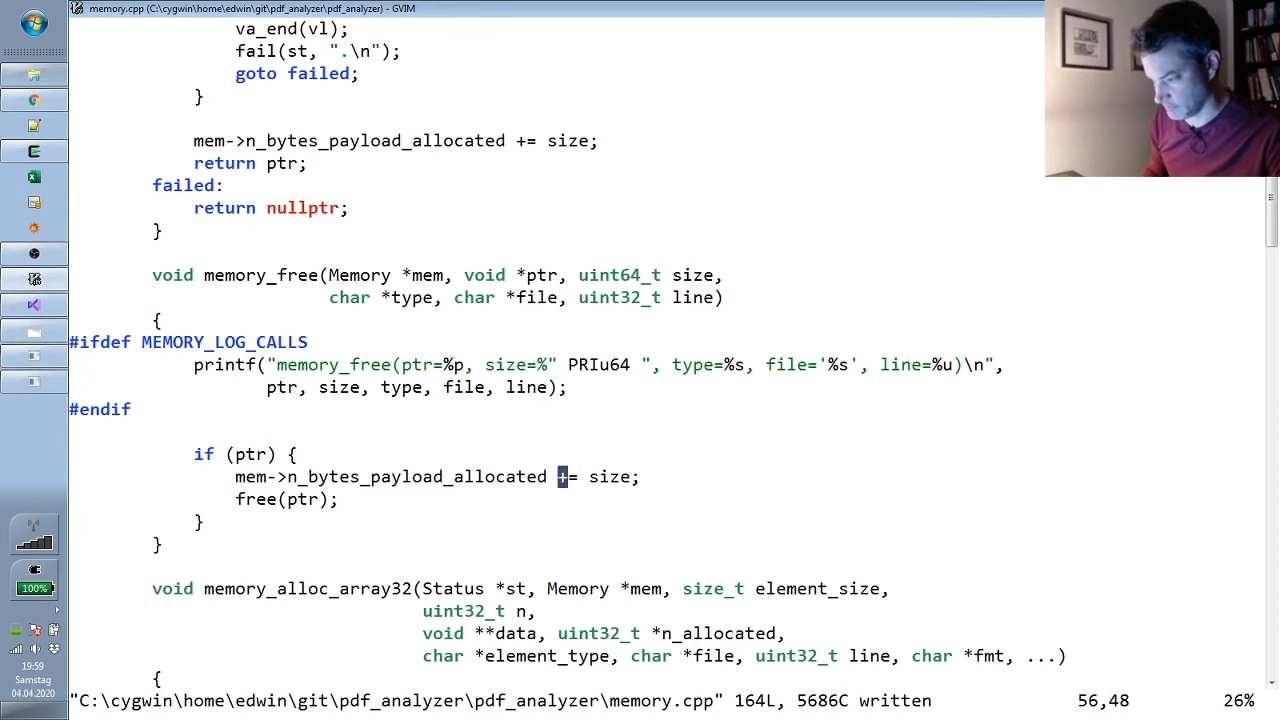 memory.cpp (C:\cygwin\home\edwin\git\pdf_analyzer\pdf_analyzer) - GVIM
va_end(vl);
fail(st, ".\n");
goto failed;
}
mem->n_bytes_payload_allocated += size;
return ptr;
failed:
return nullptr;
}
void memory_free(Memory *mem, void *ptr, uint64_t size,
char *type, char *file, uint32_t line)
{
#ifdef MEMORY_LOG_CALLS
printf("memory_free(ptr=%p, size=%" PRIu64 ", type=%s, file='%s', line=%u)\n",
ptr, size, type, file, line);
#endif
if (ptr) {
mem->n_bytes_payload_allocated += size;
free(ptr);
}
}
void memory_alloc_array32(Status *st, Memory *mem, size_t element_size,
uint32_t n,
void **data, uint32_t *n_allocated,
char *element_type, char *file, uint32_t line, char *fmt, ...)
{
"C:\cygwin\home\edwin\git\pdf_analyzer\pdf_analyzer\memory.cpp" 164L, 5686C written 56,48 26%
100%
19:59
Samstag
04.04.2020